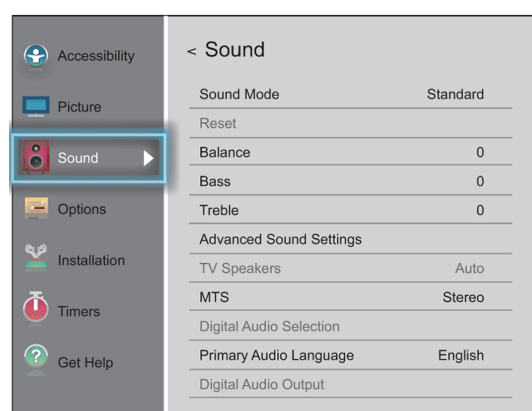 Accessibility
Picture
Sound
Options
Installation
Timers
Get Help
< Sound
Sound Mode Standard
Reset
Balance 0
Bass 0
Treble 0
Advanced Sound Settings
TV Speakers Auto
MTS Stereo
Digital Audio Selection
Primary Audio Language English
Digital Audio Output